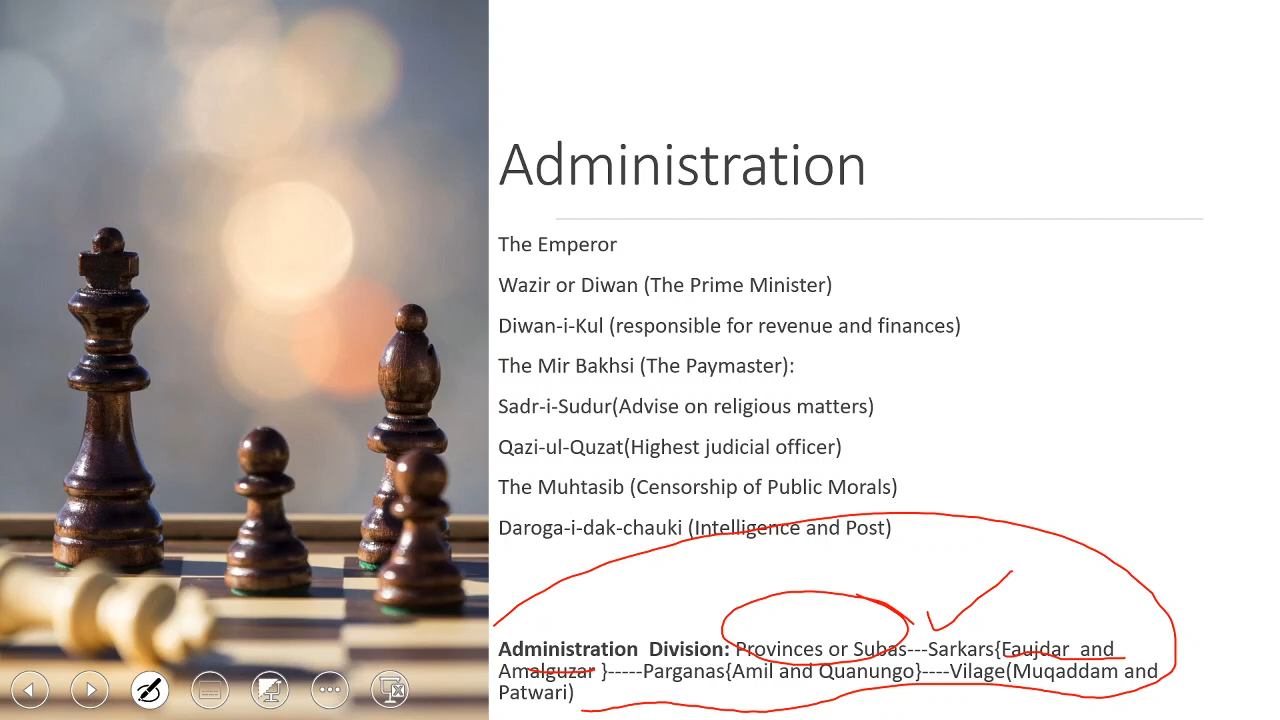 Administration
The Emperor
Wazir or Diwan (The Prime Minister)
Diwan-i-Kul (responsible for revenue and finances)
The Mir Bakhsi (The Paymaster):
Sadr-i-Sudur(Advise on religious matters)
Qazi-ul-Quzat(Highest judicial officer)
The Muhtasib (Censorship of Public Morals)
Daroga-i-dak-chauki (Intelligence and Post)
Administration Division: Provinces or Subas---Sarkars{Faujdar and
Amalguzar }-----Parganas{Amil and Quanungo}----Vilage(Muqaddam and
Patwari)